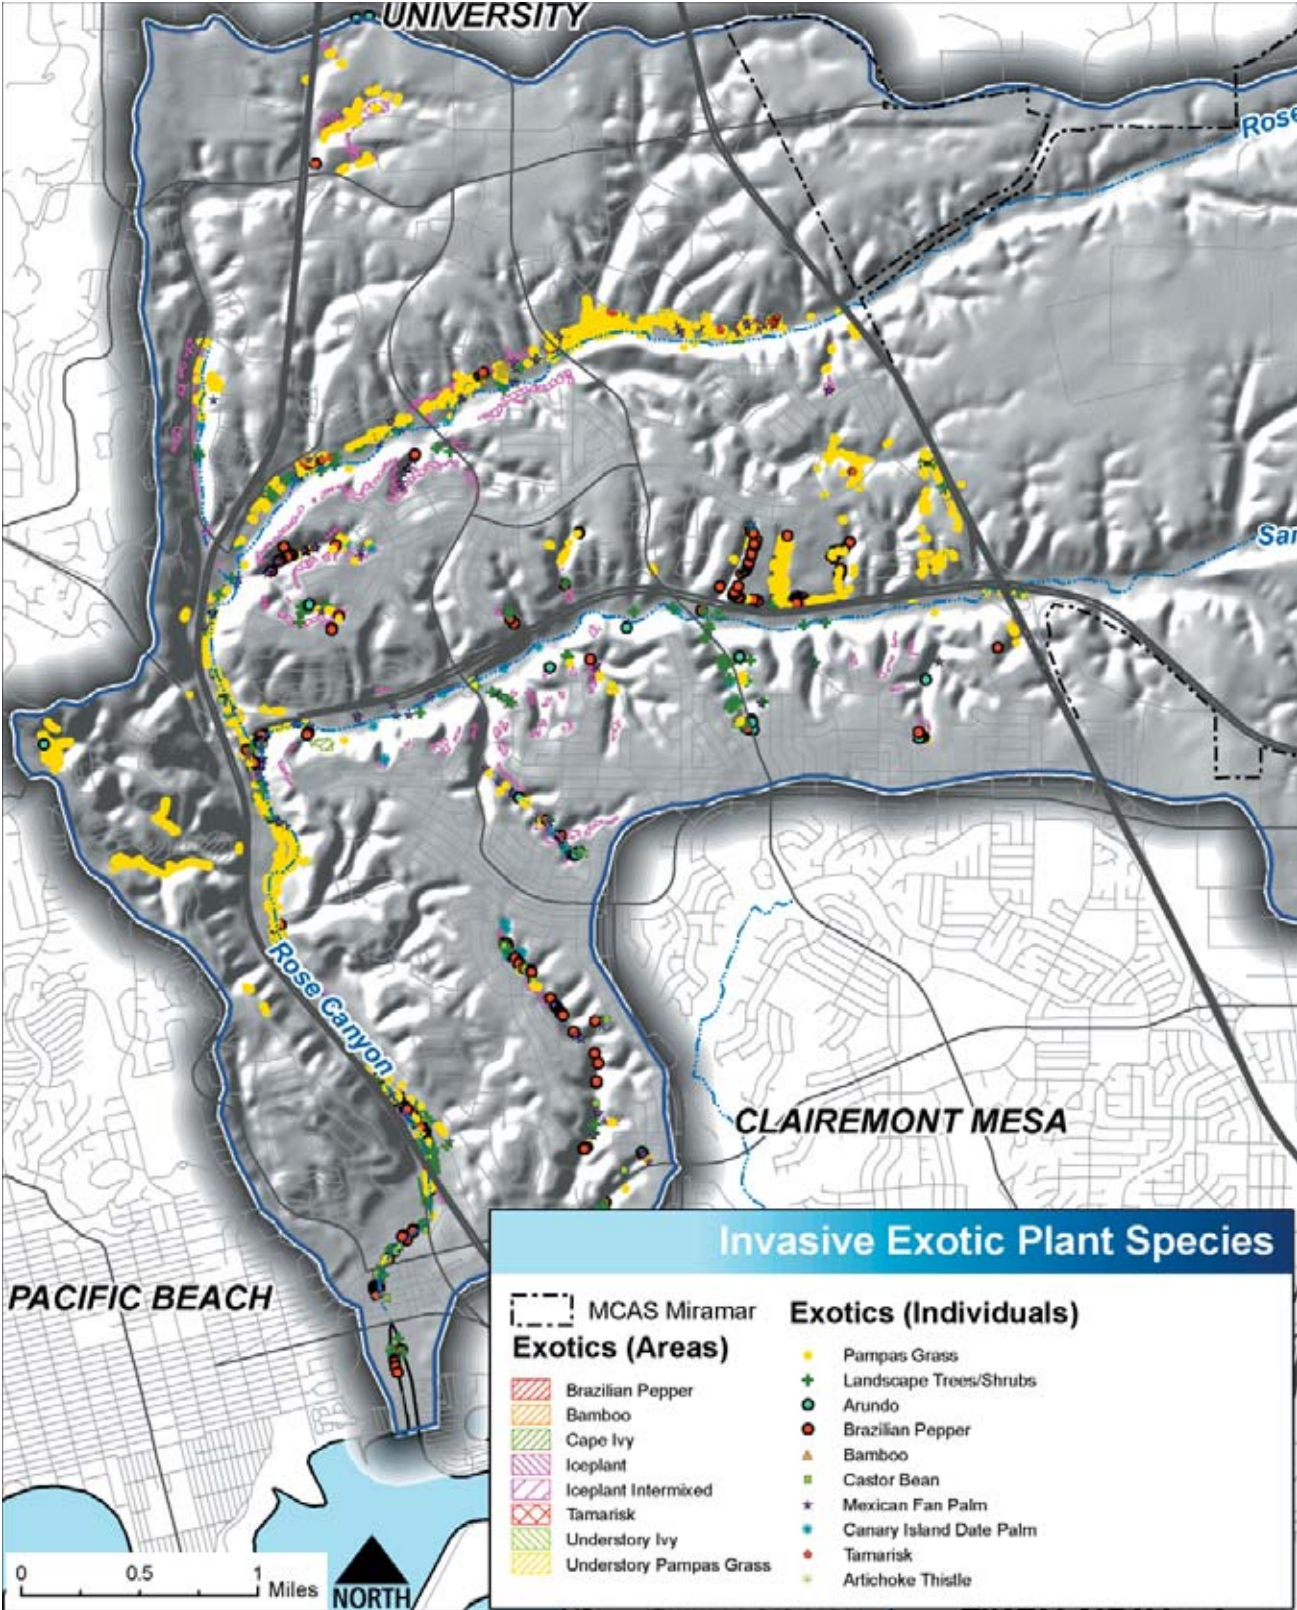 UNIVERSITY
Rose
San
Rose Canyon
CLAIREMONT MESA
PACIFIC BEACH
Invasive Exotic Plant Species
MCAS Miramar
Exotics (Areas)
Brazilian Pepper
Bamboo
Cape Ivy
Iceplant
Iceplant Intermixed
Tamarisk
Understory Ivy
Understory Pampas Grass
Exotics (Individuals)
Pampas Grass
Landscape Trees/Shrubs
Arundo
Brazilian Pepper
Bamboo
Castor Bean
Mexican Fan Palm
Canary Island Date Palm
Tamarisk
Artichoke Thistle
0 0.5 1
Miles
NORTH